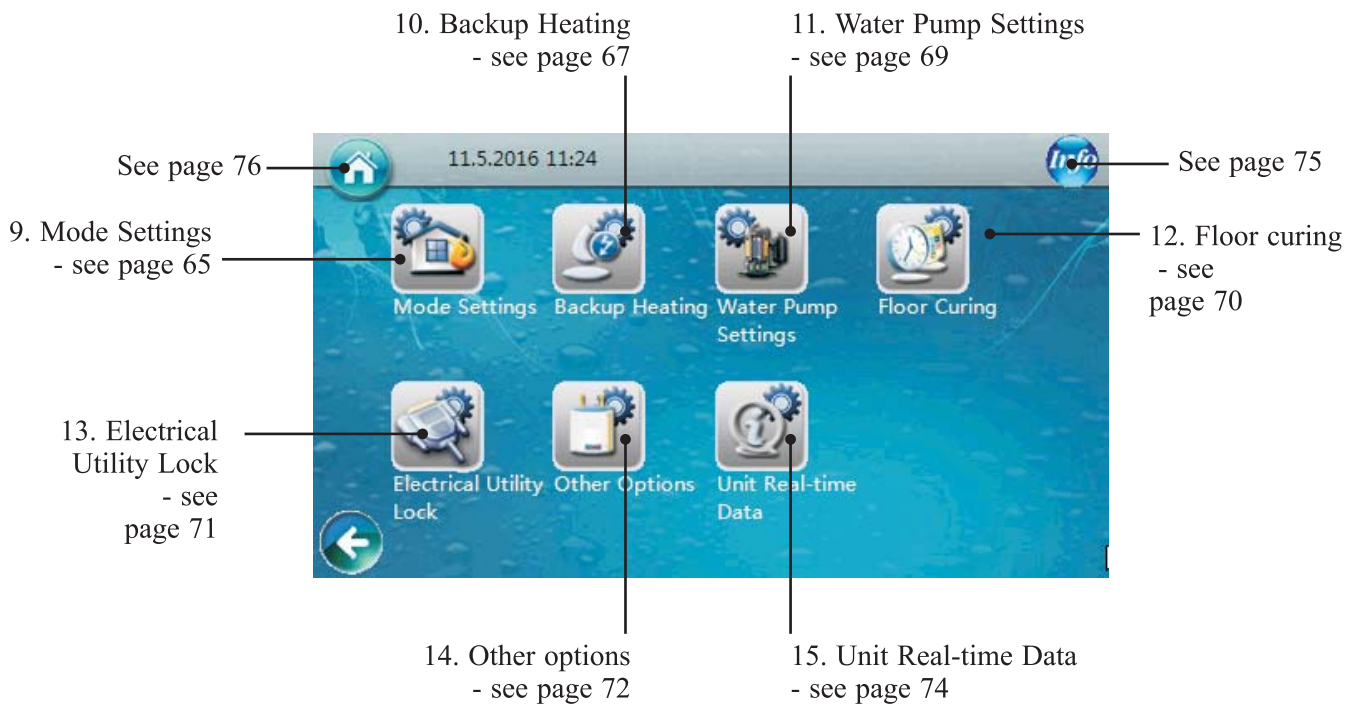 10. Backup Heating
- see page 67
11. Water Pump Settings
- see page 69
See page 76
11.5.2016 11:24
Info
See page 75
9. Mode Settings
- see page 65
12. Floor curing
- see
page 70
Mode Settings
Backup Heating
Water Pump
Settings
Floor Curing
13. Electrical
Utility Lock
- see
page 71
Electrical Utility
Lock
Other Options
Unit Real-time
Data
14. Other options
- see page 72
15. Unit Real-time Data
- see page 74